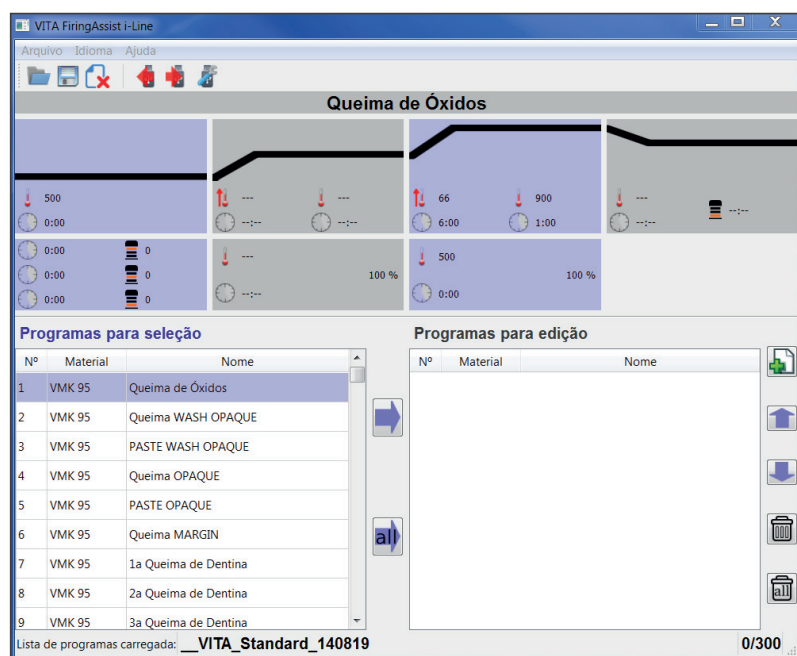 VITA FiringAssist i-Line
Arquivo Idioma Ajuda
Queima de Óxidos
500
0:00
--- ---
--:-- --:--
66 900
6:00 1:00
---
--:-- --:--
0:00 0
0:00 0
0:00 0
---
100 %
--:--
500
100 %
0:00
Programas para seleção
Nº Material Nome
1 VMK 95 Queima de Óxidos
2 VMK 95 Queima WASH OPAQUE
3 VMK 95 PASTE WASH OPAQUE
4 VMK 95 Queima OPAQUE
5 VMK 95 PASTE OPAQUE
6 VMK 95 Queima MARGIN
7 VMK 95 1a Queima de Dentina
8 VMK 95 2a Queima de Dentina
9 VMK 95 3a Queima de Dentina
all
Programas para edição
Nº Material Nome
all
Lista de programas carregada: __VITA_Standard_140819 0/300